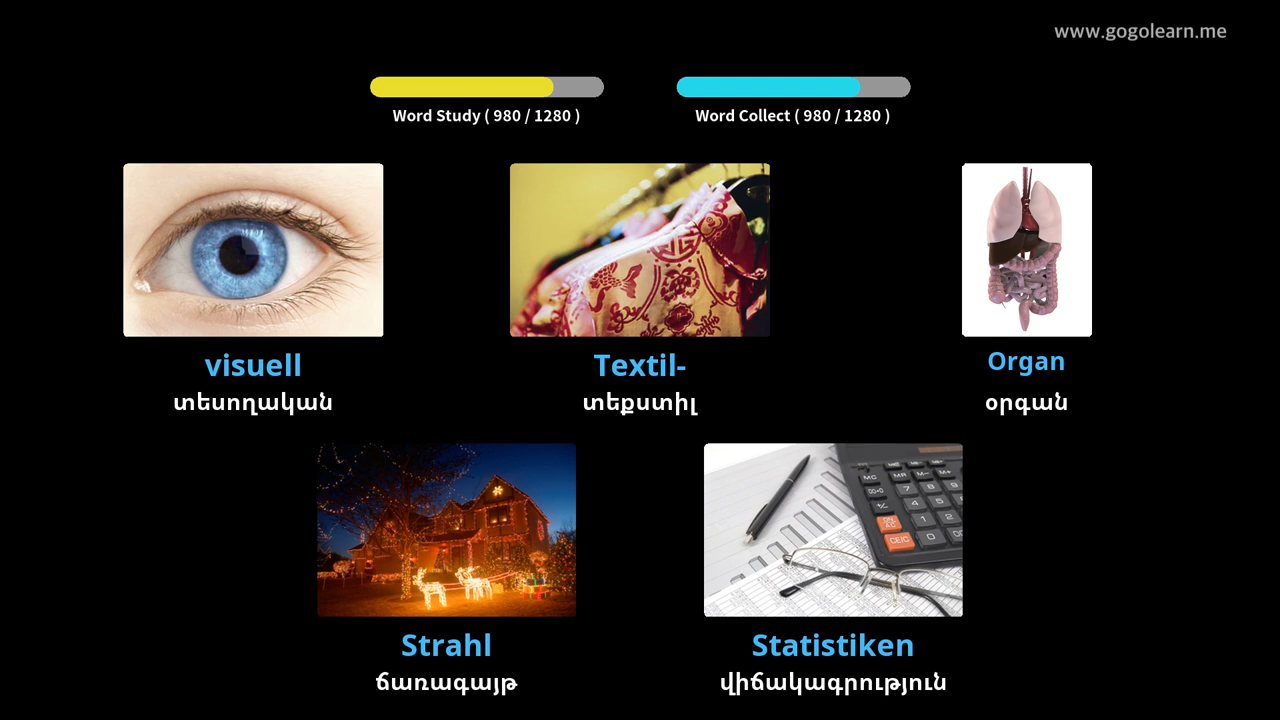 www.gogolearn.me
Word Study ( 980 / 1280 )
Word Collect ( 980 / 1280 )
visuell
Textil-
Organ
տեսողական
տեքստիլ
օրգան
Strahl
Statistiken
ճառագայթ
վիճակագրություն